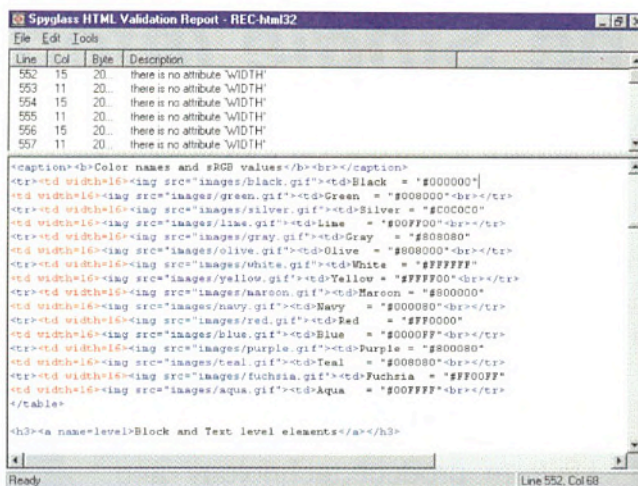 Spyglass HTML Validation Report - REC-html32
File Edit Tools
Line Col Byte Description
552 15 20... there is no attribute 'WIDTH'
553 11 20... there is no attribute 'WIDTH'
554 15 20... there is no attribute 'WIDTH'
555 11 20... there is no attribute 'WIDTH'
556 15 20... there is no attribute 'WIDTH'
557 11 20... there is no attribute 'WIDTH'
<caption><b>Color names and sRGB values</b><br></caption>
<tr><td width=16><img src="images/black.gif"><td>Black = "#000000"
<td width=16><img src="images/green.gif"><td>Green = "#008000"<br></tr>
<tr><td width=16><img src="images/silver.gif"><td>Silver = "#C0C0C0"
<td width=16><img src="images/lime.gif"><td>Lime = "#00FF00"<br></tr>
<tr><td width=16><img src="images/gray.gif"><td>Gray = "#808080"
<td width=16><img src="images/olive.gif"><td>Olive = "#808000"<br></tr>
<tr><td width=16><img src="images/white.gif"><td>White = "#FFFFFF"
<td width=16><img src="images/yellow.gif"><td>Yellow = "#FFFF00"<br></tr>
<tr><td width=16><img src="images/maroon.gif"><td>Maroon = "#800000"
<td width=16><img src="images/navy.gif"><td>Navy = "#000080"<br></tr>
<tr><td width=16><img src="images/red.gif"><td>Red = "#FF0000"
<td width=16><img src="images/blue.gif"><td>Blue = "#0000FF"<br></tr>
<tr><td width=16><img src="images/purple.gif"><td>Purple = "#800080"
<td width=16><img src="images/teal.gif"><td>Teal = "#008080"<br></tr>
<tr><td width=16><img src="images/fuchsia.gif"><td>Fuchsia = "#FF00FF"
<td width=16><img src="images/aqua.gif"><td>Aqua = "#00FFFF"<br></tr>
</table>
<h3><a name=level>Block and Text level elements</a></h3>
Ready Line 552, Col 68